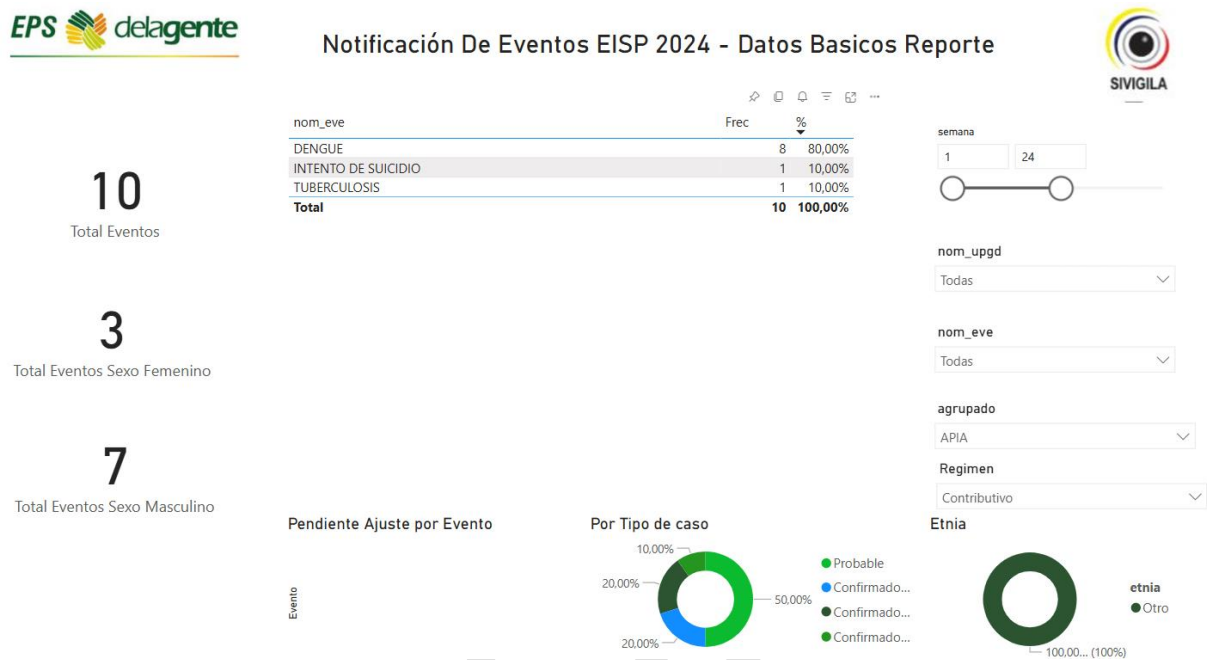 EPS delagente
Notificación De Eventos EISP 2024 - Datos Basicos Reporte
SIVIGILA
nom_eve Frec %
DENGUE 8 80,00%
INTENTO DE SUICIDIO 1 10,00%
TUBERCULOSIS 1 10,00%
Total 10 100,00%
10
Total Eventos
3
Total Eventos Sexo Femenino
7
Total Eventos Sexo Masculino
semana
1 24
nom_upgd
Todas
nom_eve
Todas
agrupado
APIA
Regimen
Contributivo
Pendiente Ajuste por Evento
Evento
Por Tipo de caso
10,00%
20,00%
50,00%
20,00%
Probable
Confirmado...
Confirmado...
Confirmado...
Etnia
etnia
Otro
100,00... (100%)